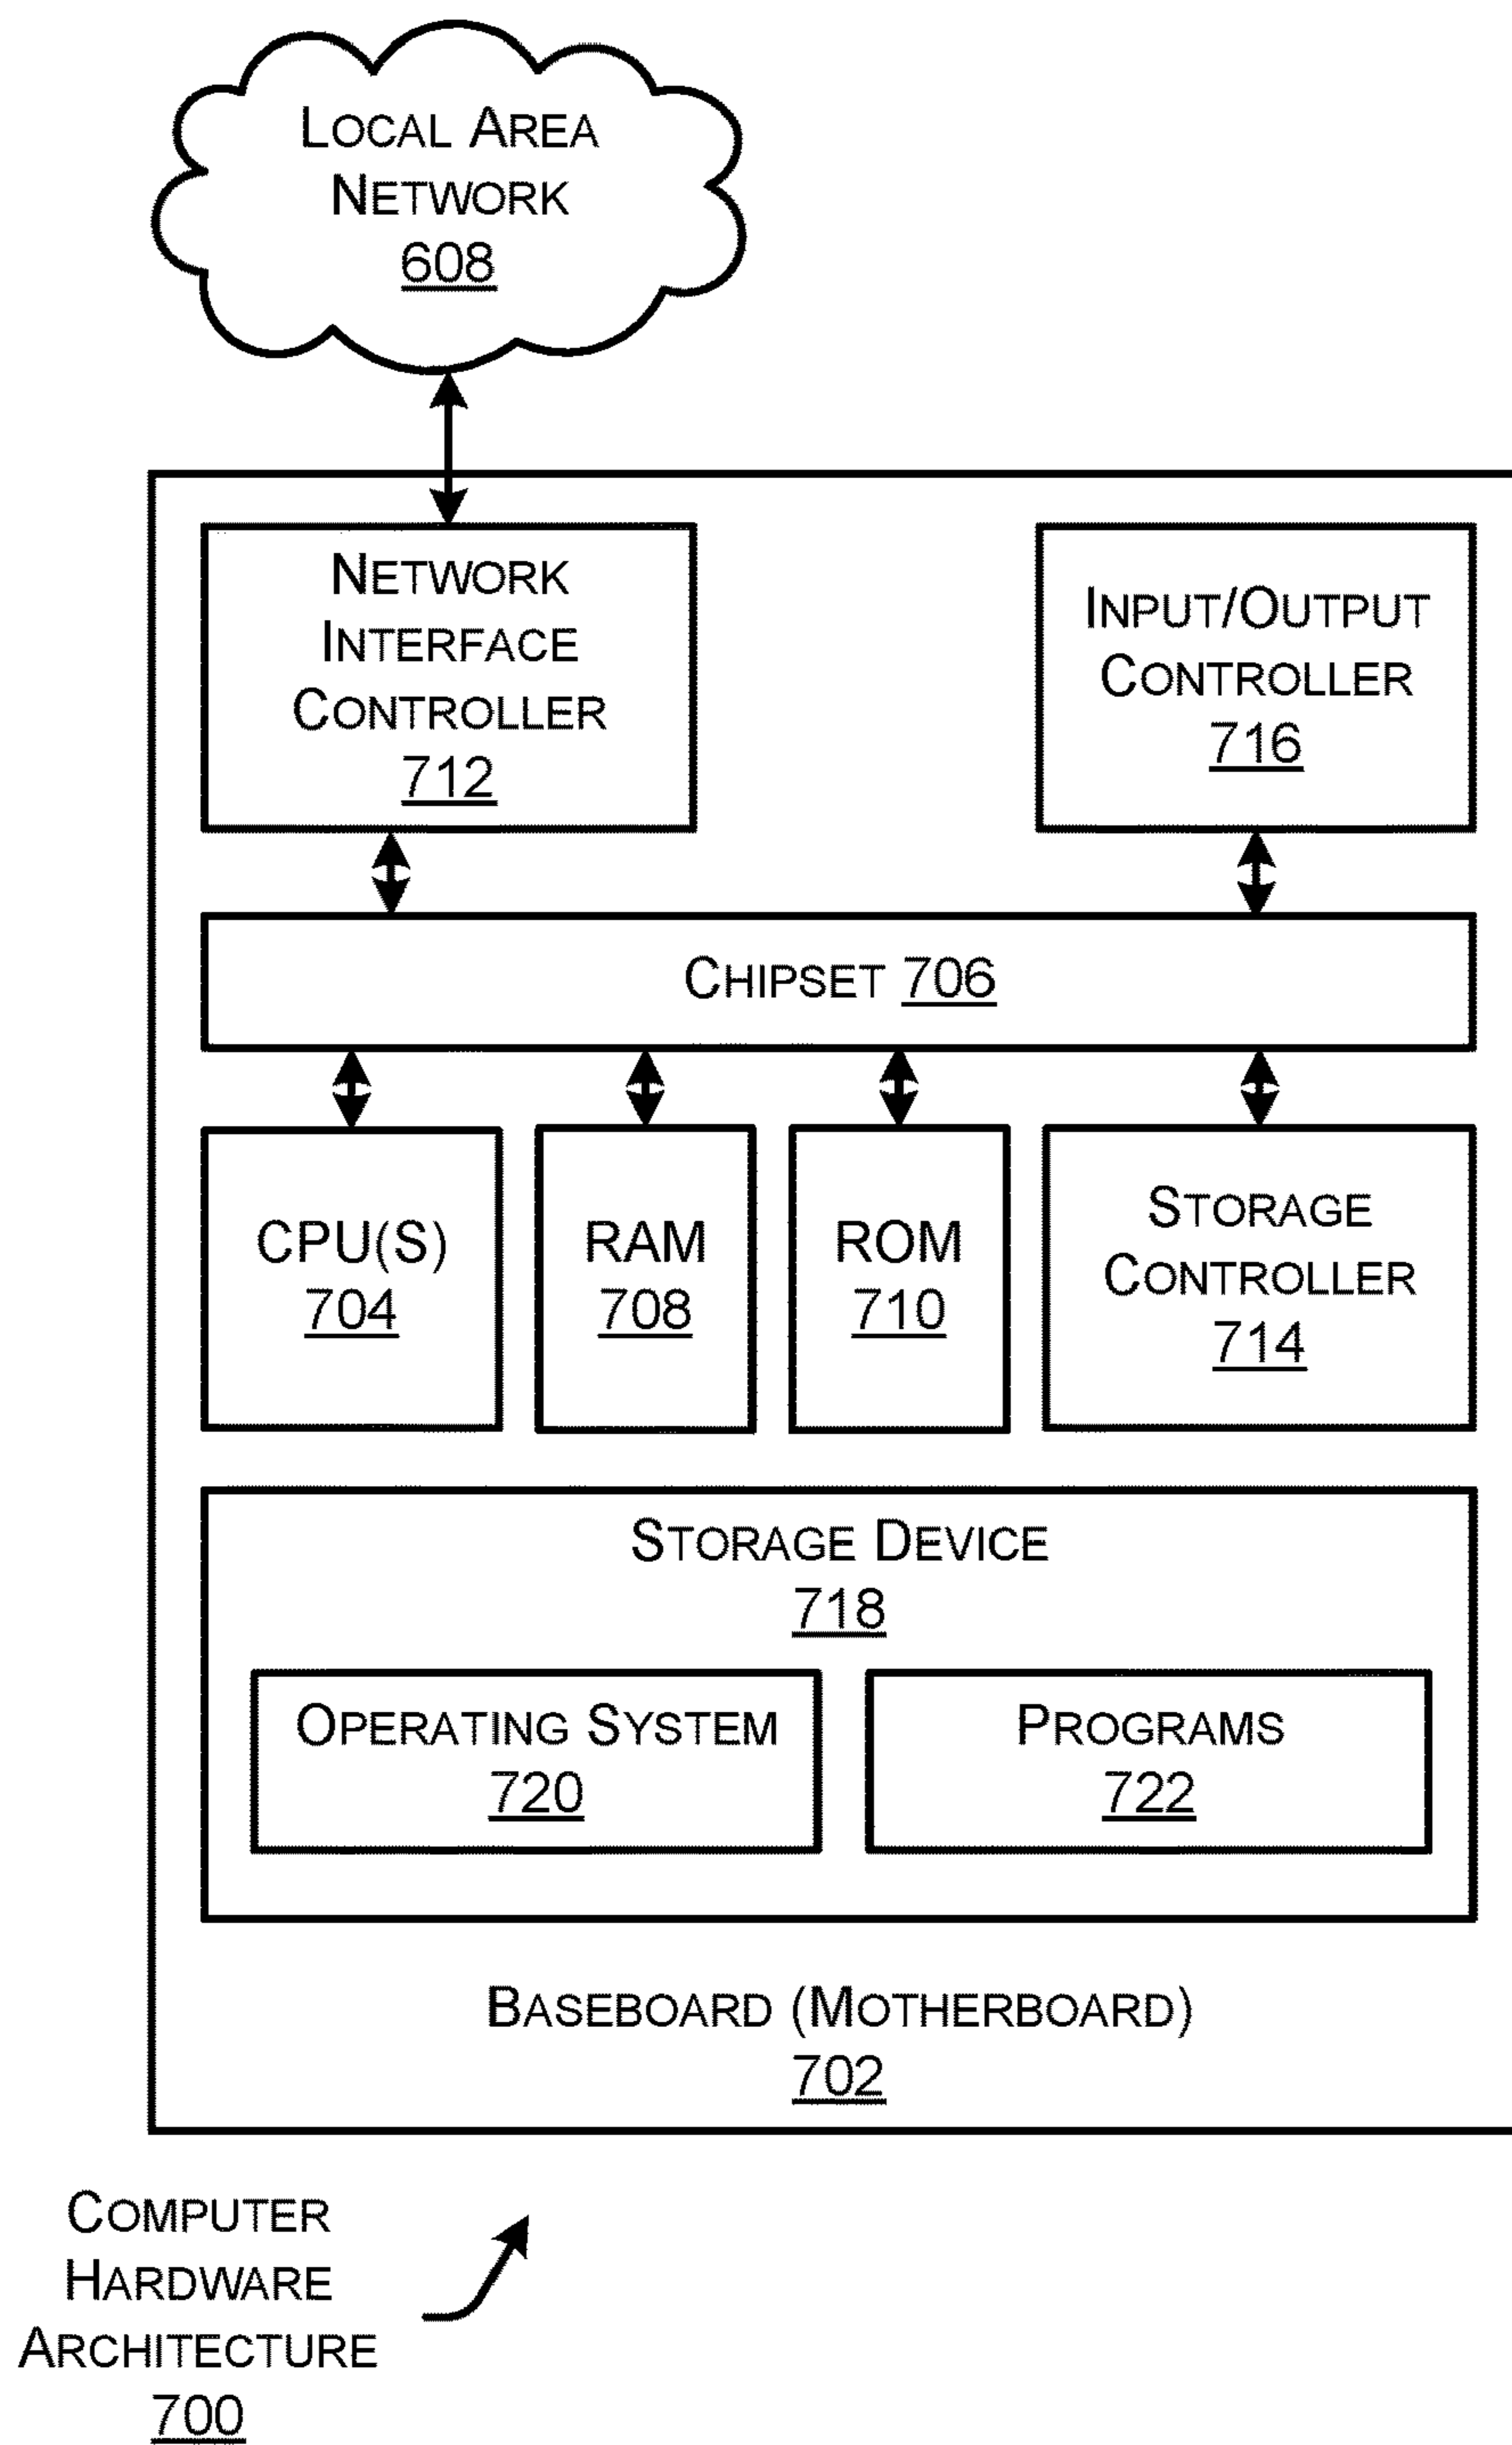 LOCAL AREA
NETWORK
608
NETWORK
INTERFACE
CONTROLLER
712
INPUT/OUTPUT
CONTROLLER
716
CHIPSET 706
CPU(S)
704
RAM
708
ROM
710
STORAGE
CONTROLLER
714
STORAGE DEVICE
718
OPERATING SYSTEM
720
PROGRAMS
722
BASEBOARD (MOTHERBOARD)
702
COMPUTER
HARDWARE
ARCHITECTURE
700